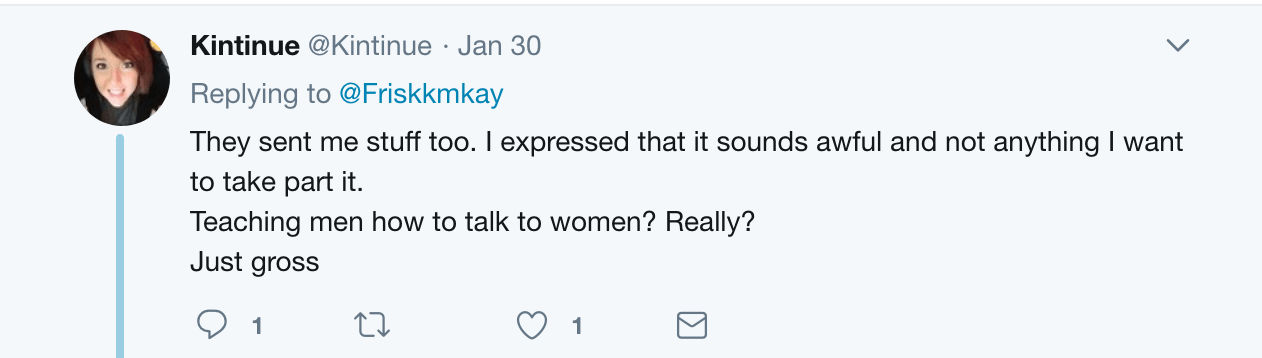 Kintinue @Kintinue · Jan 30
Replying to @Friskkmkay
They sent me stuff too. I expressed that it sounds awful and not anything I want
to take part it.
Teaching men how to talk to women? Really?
Just gross
1 1